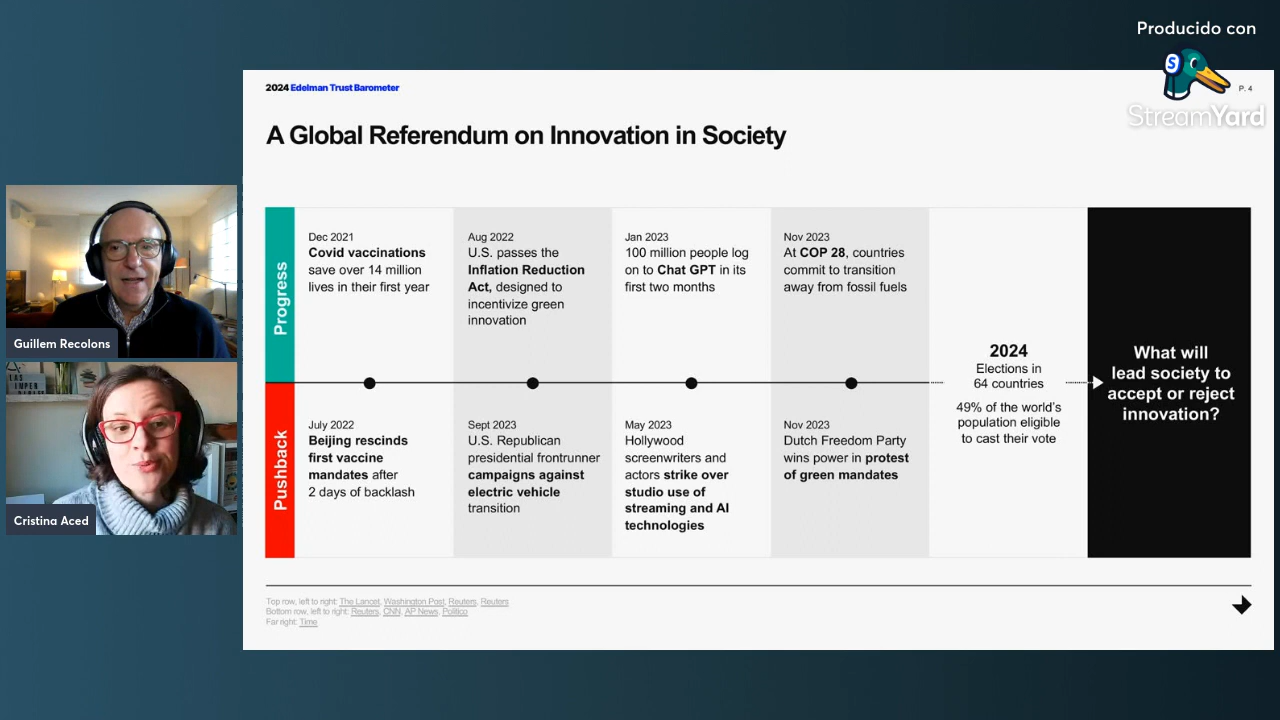 Producido con
StreamYard
2024 Edelman Trust Barometer
P. 4
A Global Referendum on Innovation in Society
Progress
Dec 2021
Covid vaccinations
save over 14 million
lives in their first year
Aug 2022
U.S. passes the
Inflation Reduction
Act, designed to
incentivize green
innovation
Jan 2023
100 million people log
on to Chat GPT in its
first two months
Nov 2023
At COP 28, countries
commit to transition
away from fossil fuels
Pushback
July 2022
Beijing rescinds
first vaccine
mandates after
2 days of backlash
Sept 2023
U.S. Republican
presidential frontrunner
campaigns against
electric vehicle
transition
May 2023
Hollywood
screenwriters and
actors strike over
studio use of
streaming and AI
technologies
Nov 2023
Dutch Freedom Party
wins power in protest
of green mandates
2024
Elections in
64 countries
49% of the world's
population eligible
to cast their vote
What will
lead society to
accept or reject
innovation?
Top row, left to right: The Lancet, Washington Post, Reuters, Reuters
Bottom row, left to right: Reuters, CNN, AP News, Politico
Far right: Time
Guillem Recolons
Cristina Aced